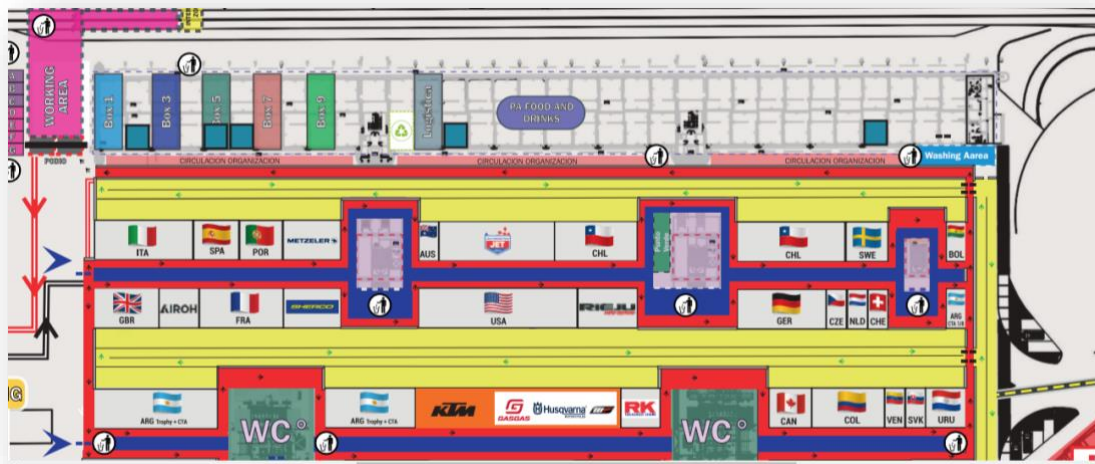 WORKING
AREA
PODIO
Box 1
Box 3
Box 5
Box 7
Box 9
Logistica
PA FOOD AND
DRINKS
CIRCULACION ORGANIZACION
CIRCULACION ORGANIZACION
CIRCULACION ORGANIZACION
Washing Aarea
ITA
SPA
POR
METZELER
AUS
JET
CHL
Punto
Verde
CHL
SWE
BOL
GBR
AIROH
FRA
SHERCO
USA
RIEJU
GER
CZE
NLD
CHE
ARG
ARG Trophy + CTA
WC
ARG Trophy + CTA
KTM
GASGAS
Husqvarna
RK
WC
CAN
COL
VEN
SVK
URU